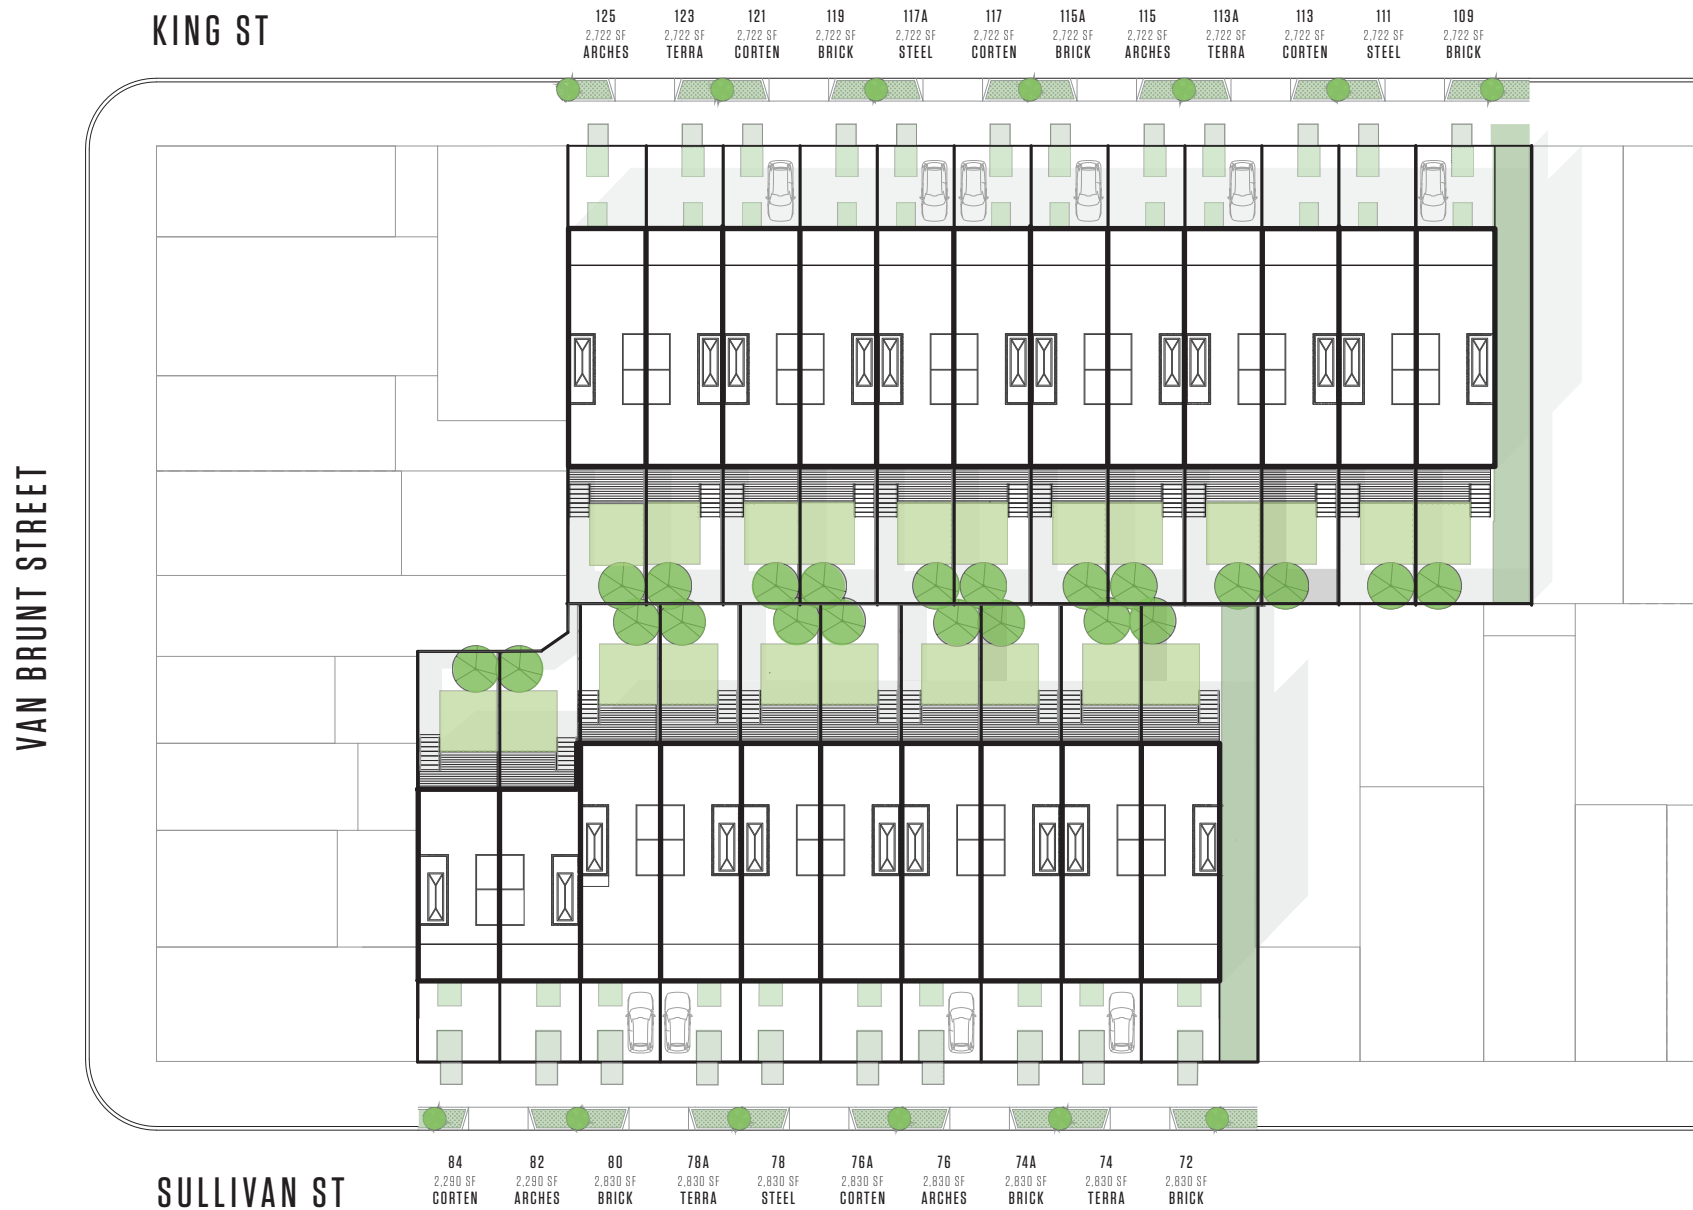 KING ST
125 123 121 119 117A 117 115A 115 113A 113 111 109
2,722 SF 2,722 SF 2,722 SF 2,722 SF 2,722 SF 2,722 SF 2,722 SF 2,722 SF 2,722 SF 2,722 SF 2,722 SF 2,722 SF
ARCHES TERRA CORTEN BRICK STEEL CORTEN BRICK ARCHES TERRA CORTEN STEEL BRICK
VAN BRUNT STREET
84 82 80 78A 78 76A 76 74A 74 72
2,290 SF 2,290 SF 2,830 SF 2,830 SF 2,830 SF 2,830 SF 2,830 SF 2,830 SF 2,830 SF 2,830 SF
CORTEN ARCHES BRICK TERRA STEEL CORTEN ARCHES BRICK TERRA BRICK
SULLIVAN ST